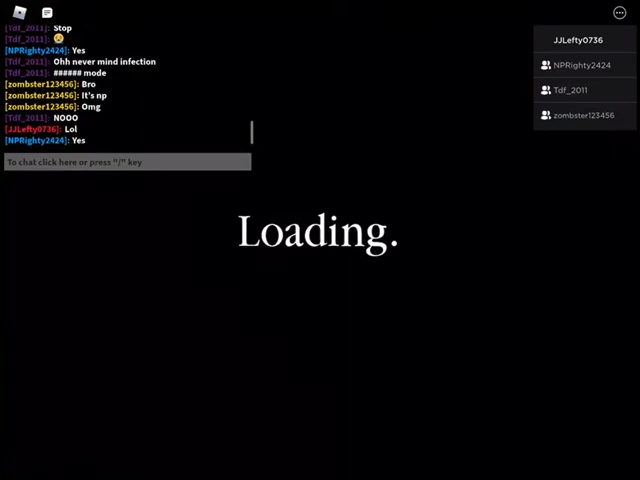 [Tdf_2011]: Stop
[Tdf_2011]: 😢
[NPRighty2424]: Yes
[Tdf_2011]: Ohh never mind infection
[Tdf_2011]: ###### mode
[zombster123456]: Bro
[zombster123456]: It's np
[zombster123456]: Omg
[Tdf_2011]: NOOO
[JJLefty0736]: Lol
[NPRighty2424]: Yes
To chat click here or press "/" key
JJLefty0736
NPRighty2424
Tdf_2011
zombster123456
Loading.